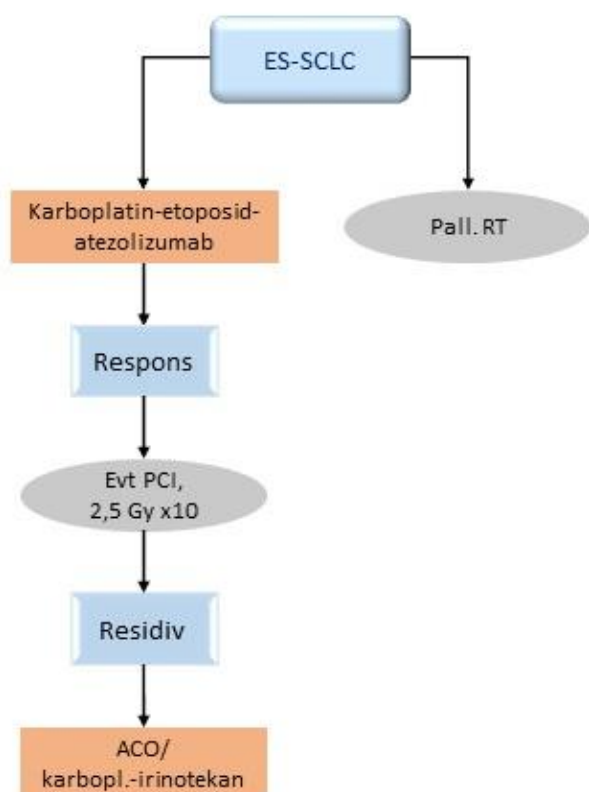 ES-SCLC
Karboplatin-etoposid-
atezolizumab
Pall. RT
Respons
Evt PCI,
2,5 Gy x10
Residiv
ACO/
karbopl.-irinotekan